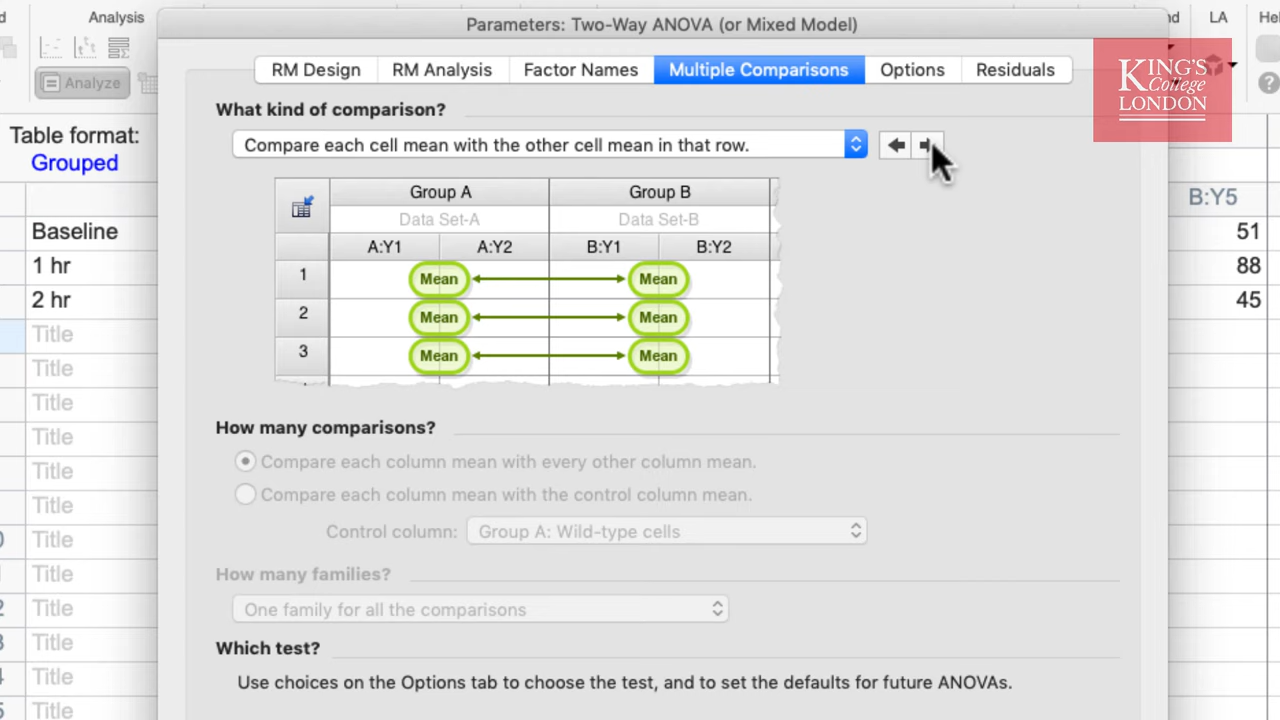 d
Analysis
Parameters: Two-Way ANOVA (or Mixed Model)
nd
LA
Hel
Analyze
RM Design
RM Analysis
Factor Names
Multiple Comparisons
Options
Residuals
KING'S
College
LONDON
What kind of comparison?
Table format:
Grouped
Compare each cell mean with the other cell mean in that row.
Group A
Group B
Data Set-A
Data Set-B
A:Y1
A:Y2
B:Y1
B:Y2
1
Mean
Mean
2
Mean
Mean
3
Mean
Mean
B:Y5
Baseline
51
1 hr
88
2 hr
45
Title
Title
Title
Title
Title
Title
0
Title
1
Title
2
Title
3
Title
4
Title
5
Title
How many comparisons?
Compare each column mean with every other column mean.
Compare each column mean with the control column mean.
Control column:
Group A: Wild-type cells
How many families?
One family for all the comparisons
Which test?
Use choices on the Options tab to choose the test, and to set the defaults for future ANOVAs.